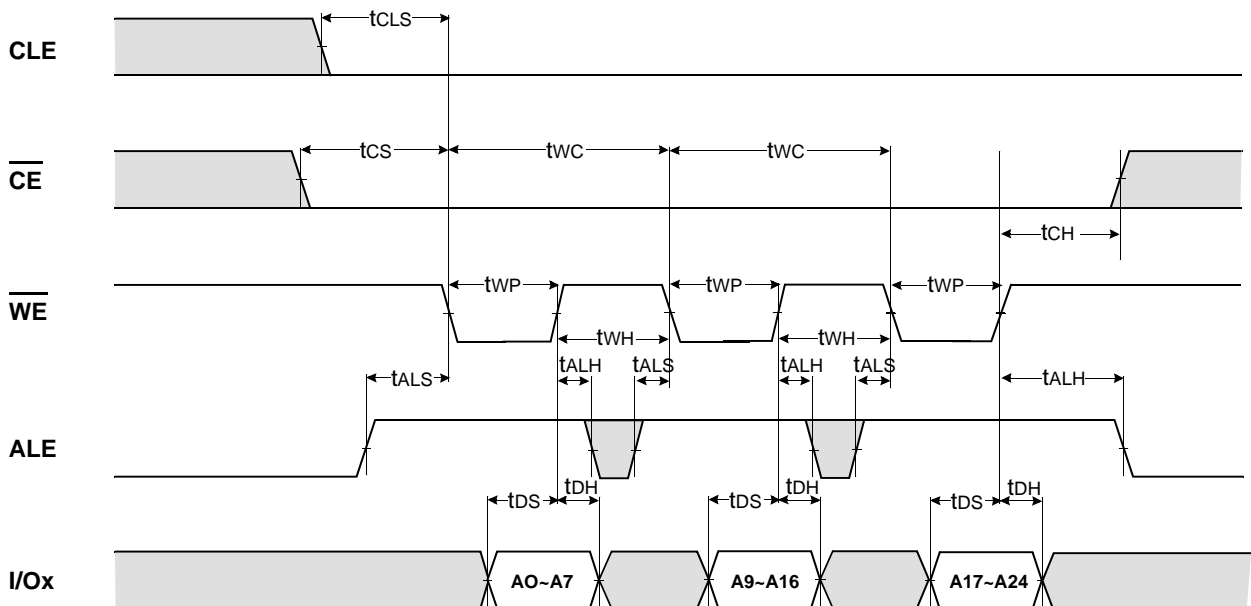 tCLS
CLE
tCS tWC tWC
CE
tCH
tWP tWP tWP
WE
tWH tWH
tALS tALH tALS tALH tALS tALH
ALE
tDS tDH tDS tDH tDS tDH
I/Ox AO~A7 A9~A16 A17~A24